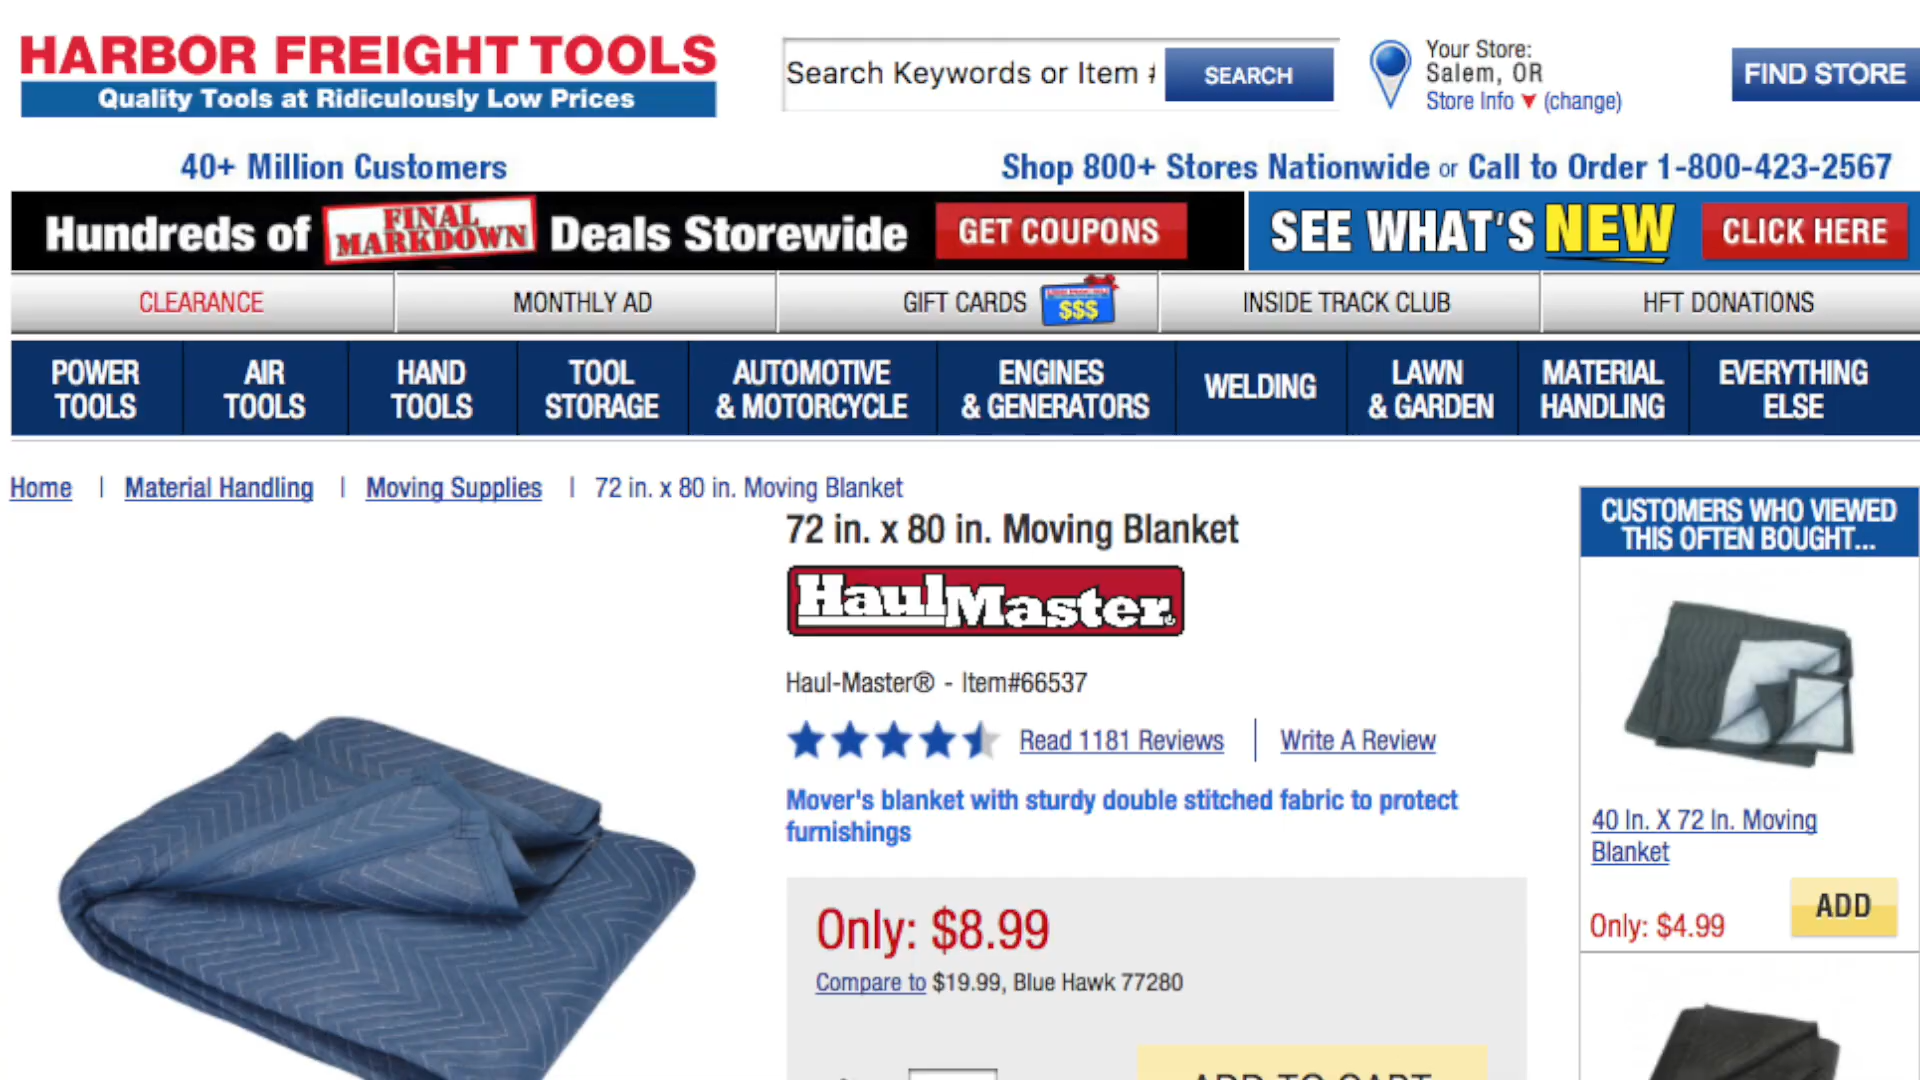 HARBOR FREIGHT TOOLS
Quality Tools at Ridiculously Low Prices
Search Keywords or Item #
SEARCH
Your Store:
Salem, OR
Store Info (change)
FIND STORE
40+ Million Customers
Shop 800+ Stores Nationwide or Call to Order 1-800-423-2567
Hundreds of FINAL MARKDOWN Deals Storewide
GET COUPONS
SEE WHAT'S NEW
CLICK HERE
CLEARANCE
MONTHLY AD
GIFT CARDS
$$$
INSIDE TRACK CLUB
HFT DONATIONS
POWER
TOOLS
AIR
TOOLS
HAND
TOOLS
TOOL
STORAGE
AUTOMOTIVE
& MOTORCYCLE
ENGINES
& GENERATORS
WELDING
LAWN
& GARDEN
MATERIAL
HANDLING
EVERYTHING
ELSE
Home | Material Handling | Moving Supplies | 72 in. x 80 in. Moving Blanket
72 in. x 80 in. Moving Blanket
HaulMaster
Haul-Master® - Item#66537
Read 1181 Reviews | Write A Review
Mover's blanket with sturdy double stitched fabric to protect
furnishings
Only: $8.99
Compare to $19.99, Blue Hawk 77280
ADD TO CART
CUSTOMERS WHO VIEWED
THIS OFTEN BOUGHT...
40 In. X 72 In. Moving
Blanket
Only: $4.99
ADD